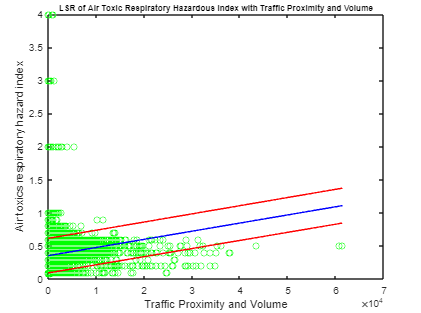 LSR of Air Toxic Respiratory Hazardous Index with Traffic Proximity and Volume
4
3.5
3
2.5
2
1.5
1
0.5
0
Air toxics respiratory hazard index
0 1 2 3 4 5 6 7
Traffic Proximity and Volume
×10⁴